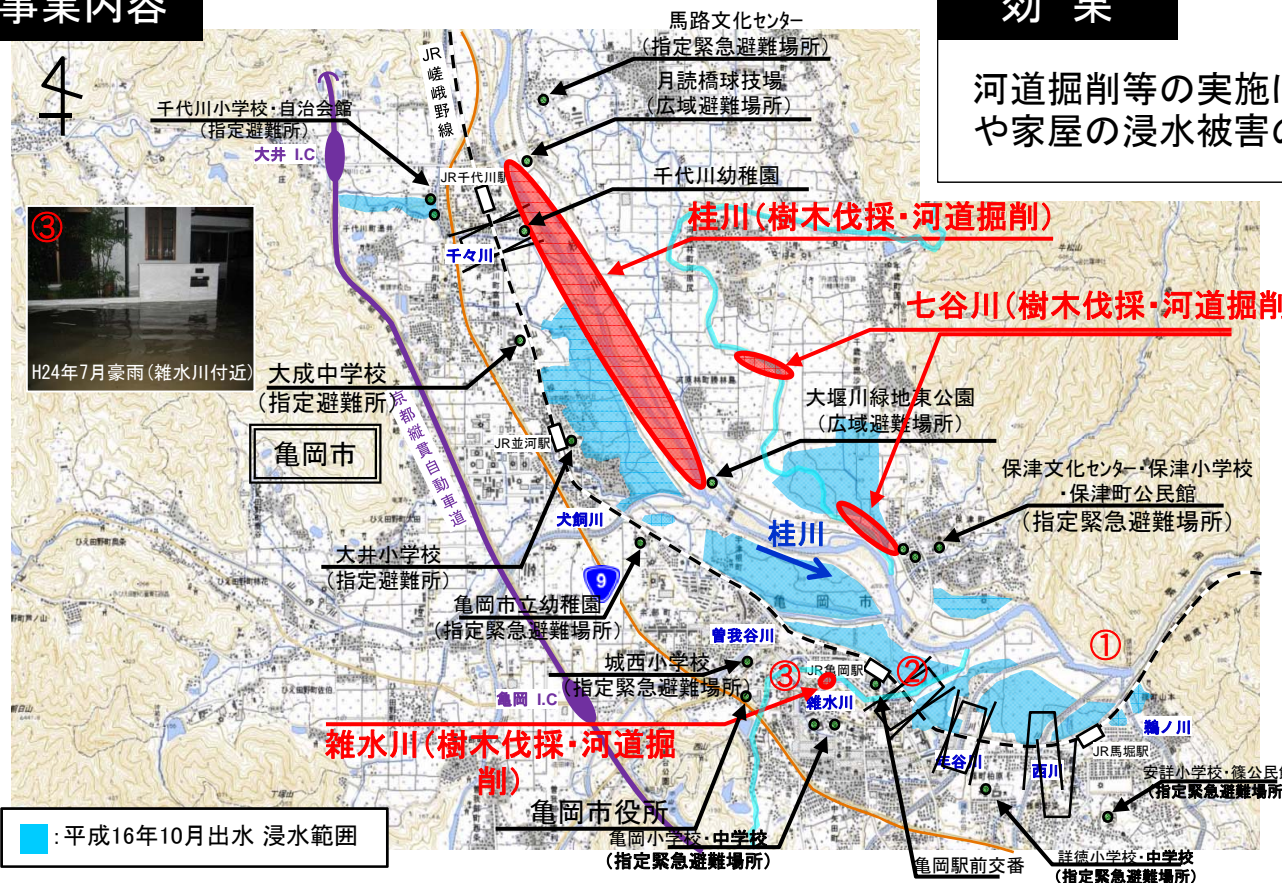 事業内容
効 果
河道掘削等の実施に
や家屋の浸水被害の
馬路文化センター
(指定緊急避難場所)
月読橋球技場
(広域避難場所)
JR嵯峨野線
千代川小学校・自治会館
(指定避難所)
大井 I.C
JR千代川駅
千代川幼稚園
千々川
桂川(樹木伐採・河道掘削)
七谷川(樹木伐採・河道掘削
③
H24年7月豪雨(雑水川付近)
大成中学校
(指定避難所)
京都縦貫自動車道
亀岡市
JR並河駅
大堰川緑地東公園
(広域避難場所)
保津文化センター・保津小学校
・保津町公民館
(指定緊急避難場所)
犬飼川
桂川
大井小学校
(指定避難所)
9
亀岡市
亀岡市立幼稚園
(指定緊急避難場所)
曽我谷川
城西小学校
(指定緊急避難場所)
③
JR亀岡駅
②
①
雑水川
亀岡 I.C
雑水川(樹木伐採・河道掘
削)
年谷川
西川
鵜ノ川
JR馬堀駅
安詳小学校・篠公民館
(指定緊急避難場所
亀岡市役所
亀岡小学校・中学校
(指定緊急避難場所)
亀岡駅前交番
詳徳小学校・中学校
(指定緊急避難場所)
:平成16年10月出水 浸水範囲